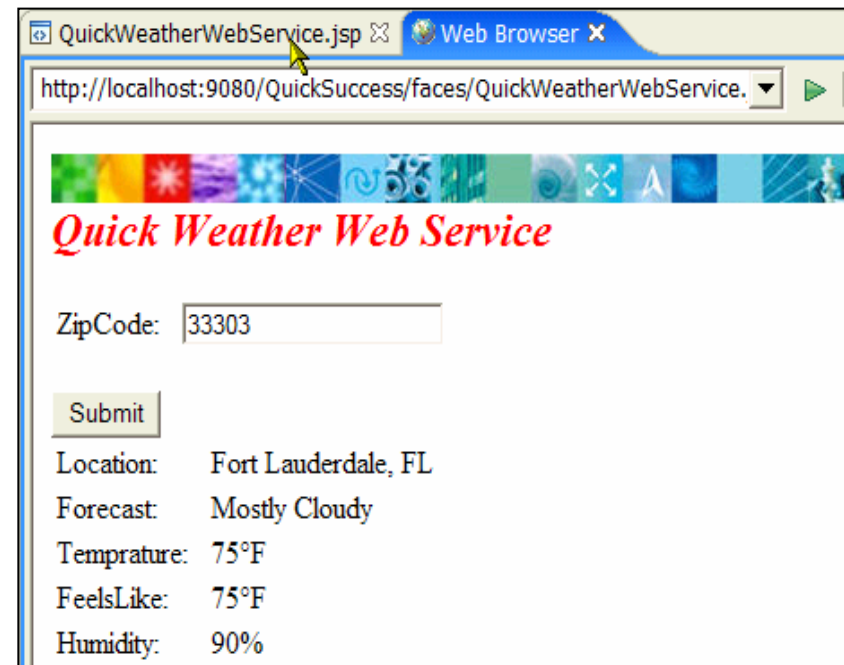 QuickWeatherWebService.jsp Web Browser
http://localhost:9080/QuickSuccess/faces/QuickWeatherWebService.
Quick Weather Web Service
ZipCode: 33303
Submit
Location: Fort Lauderdale, FL
Forecast: Mostly Cloudy
Temprature: 75°F
FeelsLike: 75°F
Humidity: 90%